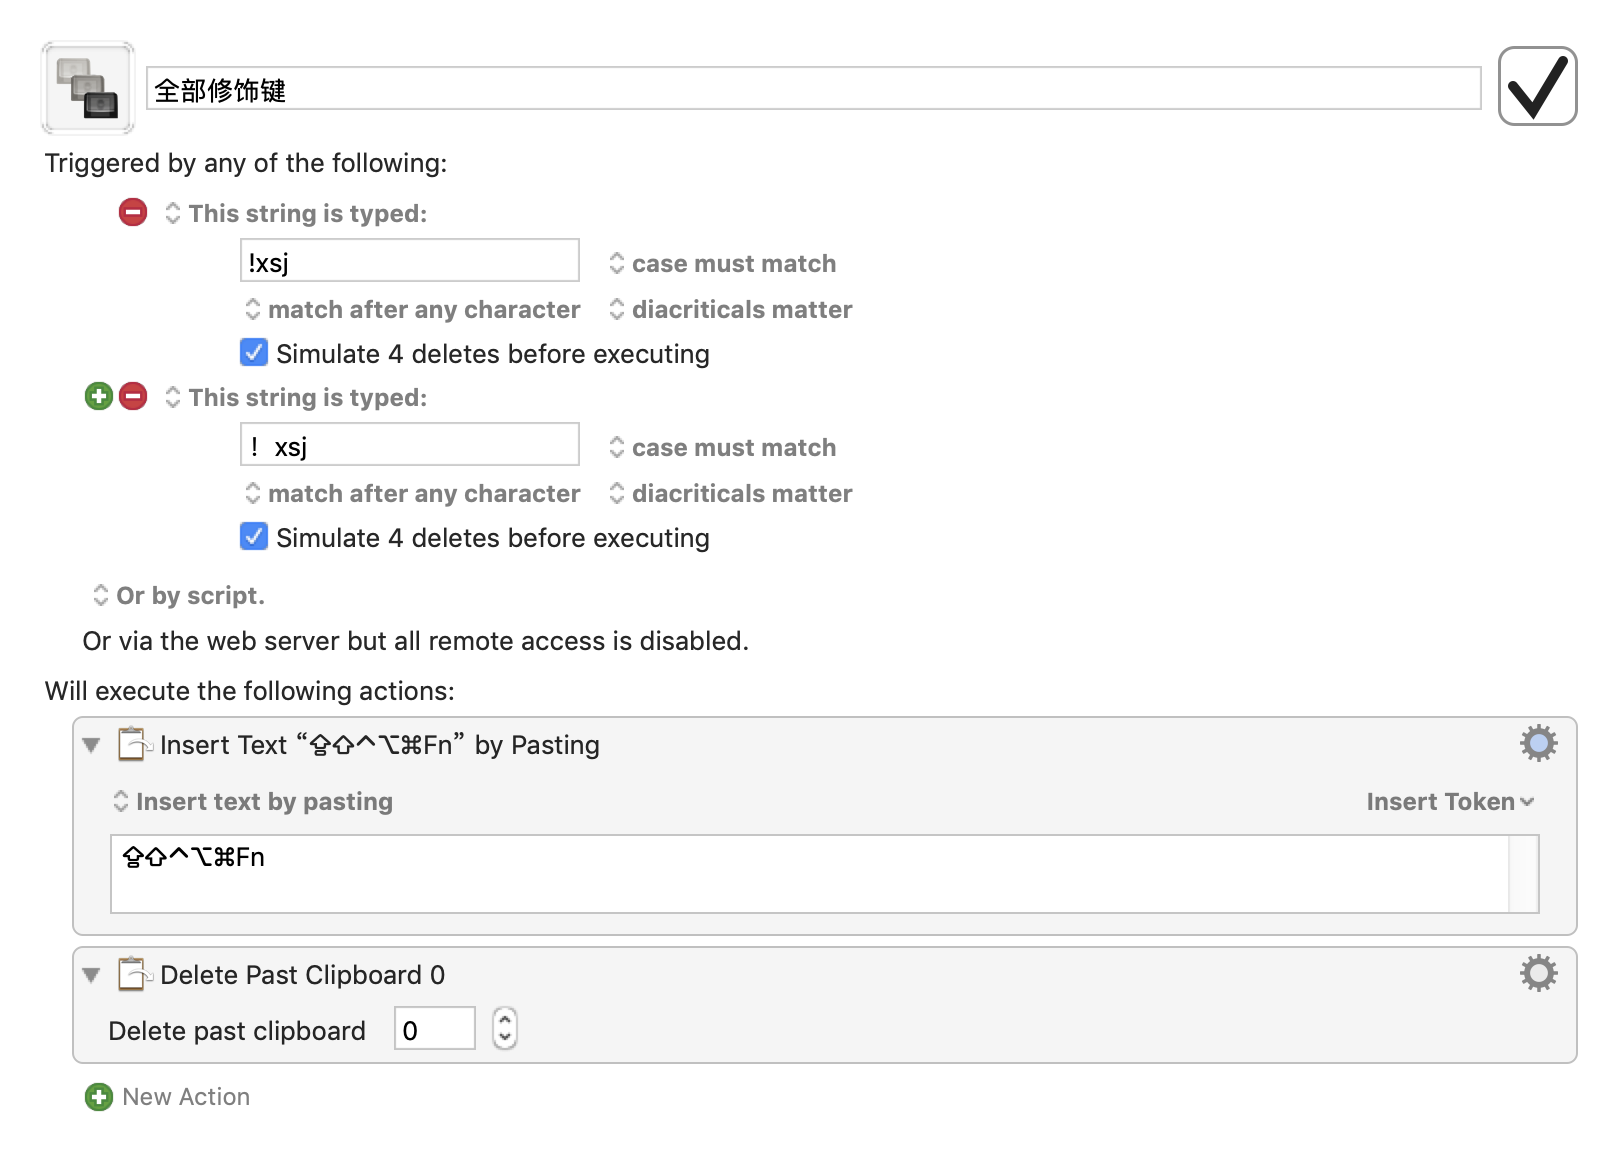 全部修饰键
Triggered by any of the following:
This string is typed:
!xsj
case must match
match after any character
diacriticals matter
Simulate 4 deletes before executing
This string is typed:
！xsj
case must match
match after any character
diacriticals matter
Simulate 4 deletes before executing
Or by script.
Or via the web server but all remote access is disabled.
Will execute the following actions:
Insert Text “⇪⇧⌃⌥⌘Fn” by Pasting
Insert text by pasting
Insert Token
⇪⇧⌃⌥⌘Fn
Delete Past Clipboard 0
Delete past clipboard 0
New Action